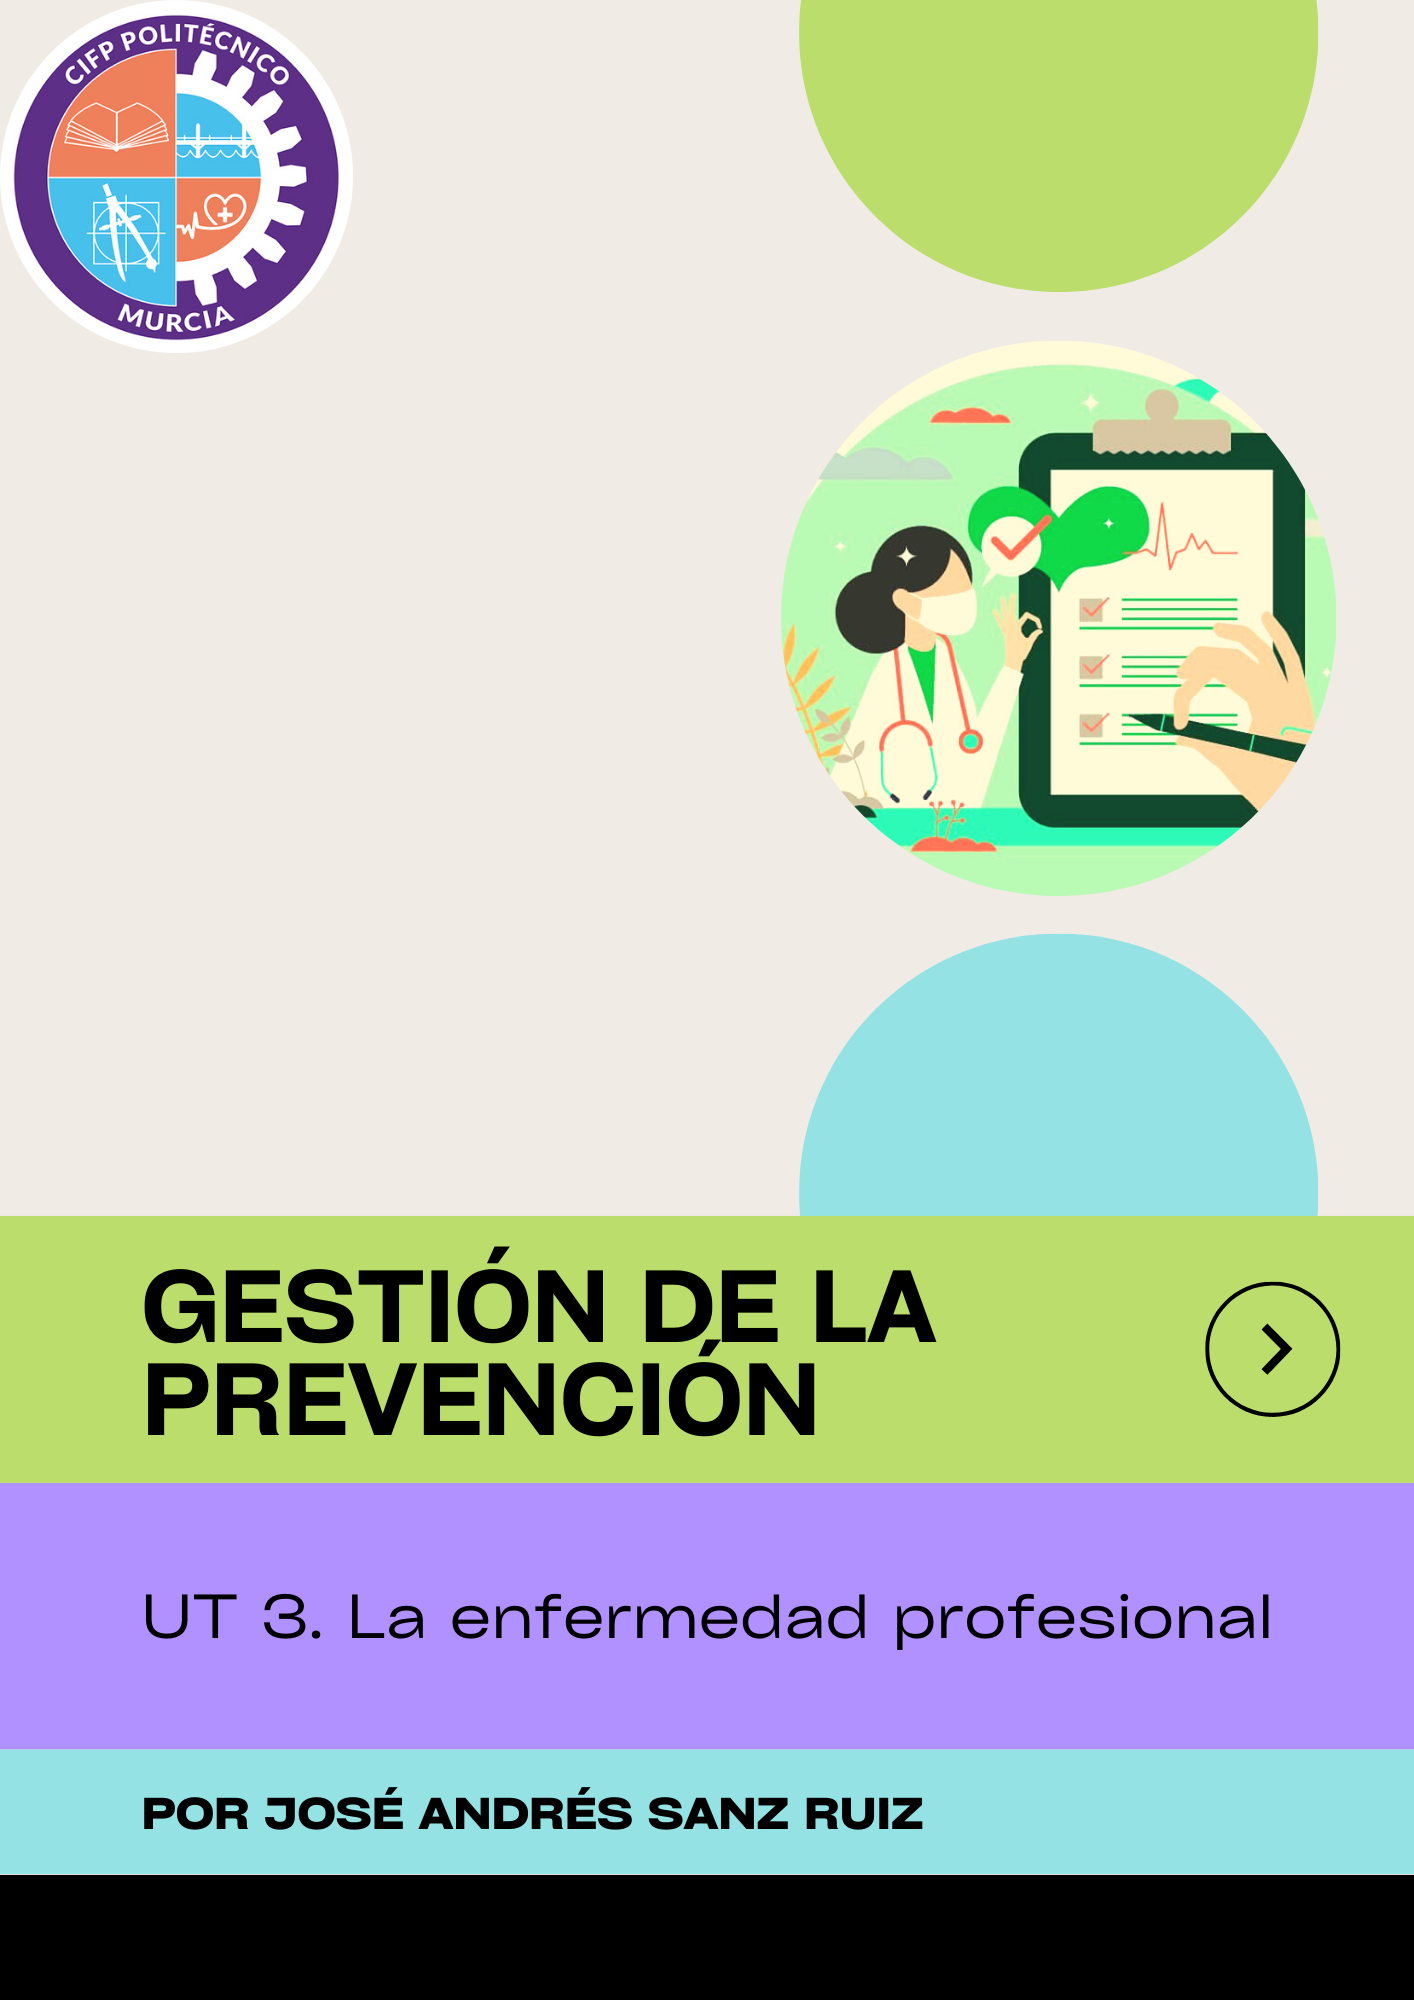 CIFP POLITÉCNICO
MURCIA
GESTIÓN DE LA
PREVENCIÓN
UT 3. La enfermedad profesional
POR JOSÉ ANDRÉS SANZ RUIZ